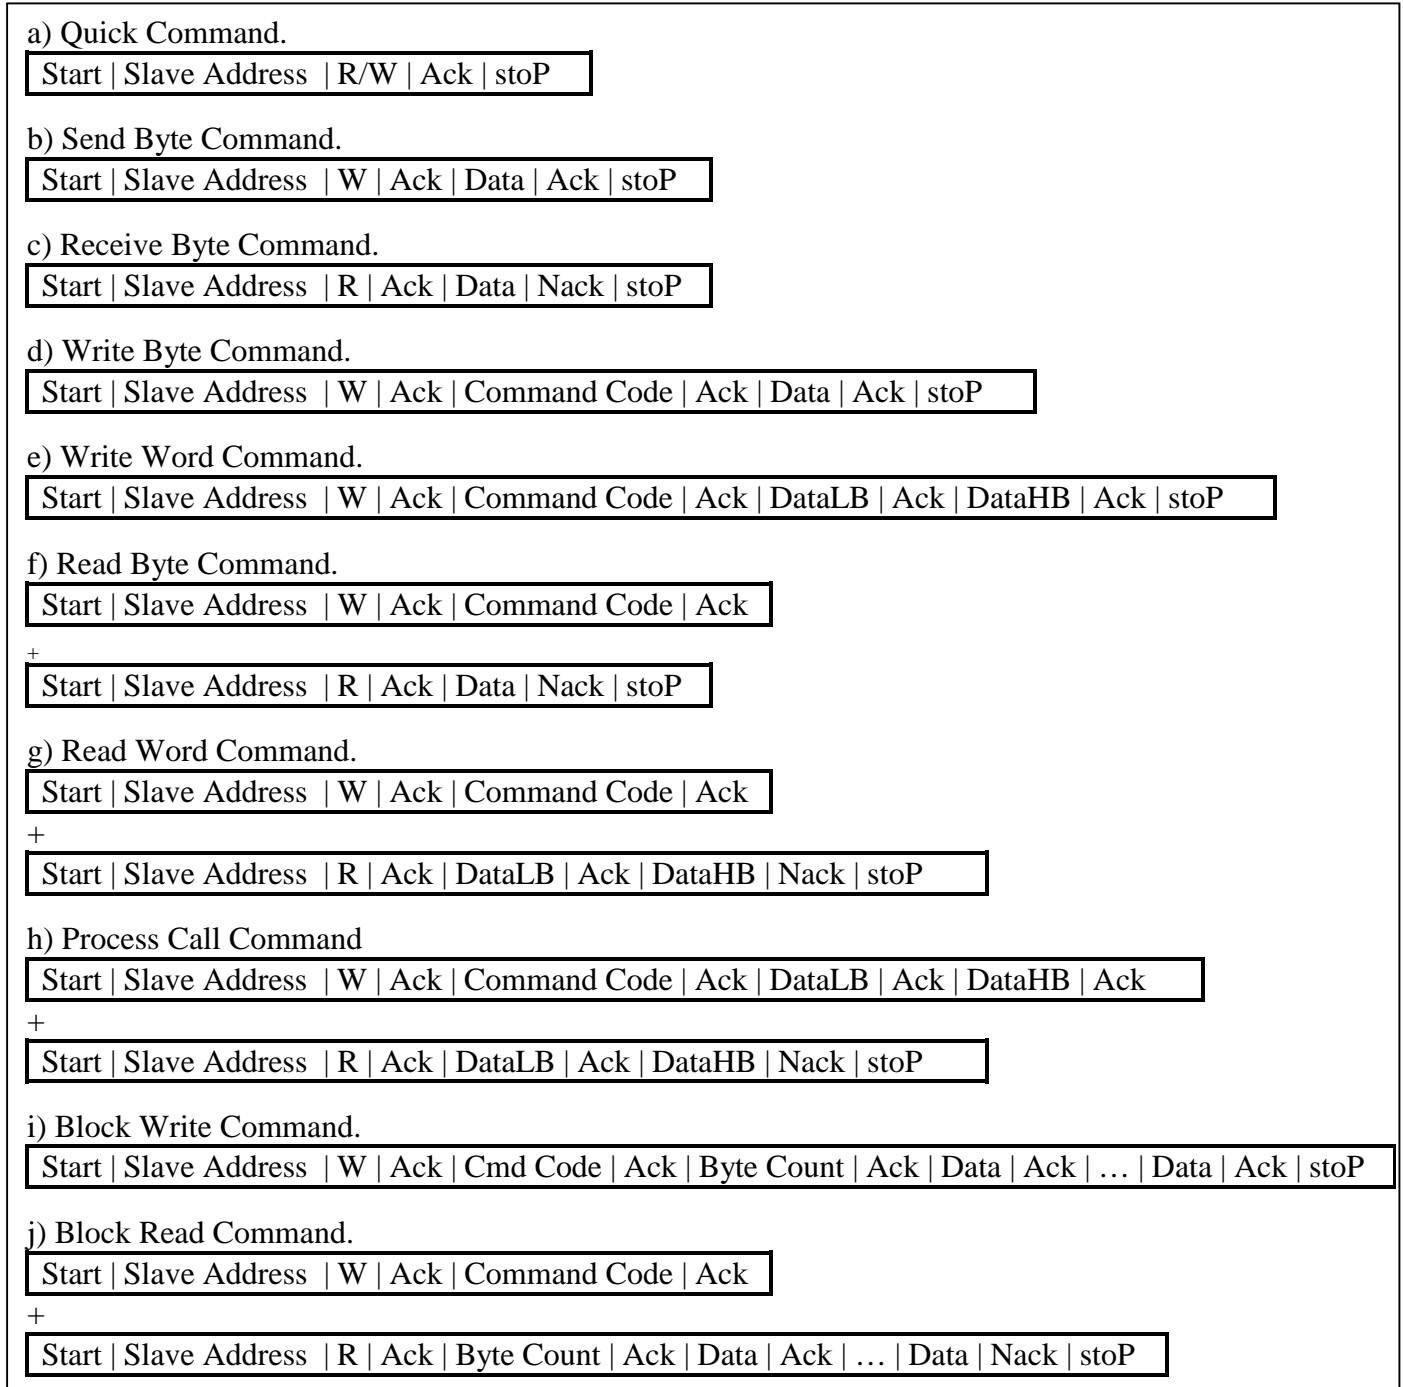 a) Quick Command.
Start | Slave Address | R/W | Ack | stoP
b) Send Byte Command.
Start | Slave Address | W | Ack | Data | Ack | stoP
c) Receive Byte Command.
Start | Slave Address | R | Ack | Data | Nack | stoP
d) Write Byte Command.
Start | Slave Address | W | Ack | Command Code | Ack | Data | Ack | stoP
e) Write Word Command.
Start | Slave Address | W | Ack | Command Code | Ack | DataLB | Ack | DataHB | Ack | stoP
f) Read Byte Command.
Start | Slave Address | W | Ack | Command Code | Ack
+
Start | Slave Address | R | Ack | Data | Nack | stoP
g) Read Word Command.
Start | Slave Address | W | Ack | Command Code | Ack
+
Start | Slave Address | R | Ack | DataLB | Ack | DataHB | Nack | stoP
h) Process Call Command
Start | Slave Address | W | Ack | Command Code | Ack | DataLB | Ack | DataHB | Ack
+
Start | Slave Address | R | Ack | DataLB | Ack | DataHB | Nack | stoP
i) Block Write Command.
Start | Slave Address | W | Ack | Cmd Code | Ack | Byte Count | Ack | Data | Ack | … | Data | Ack | stoP
j) Block Read Command.
Start | Slave Address | W | Ack | Command Code | Ack
+
Start | Slave Address | R | Ack | Byte Count | Ack | Data | Ack | … | Data | Nack | stoP